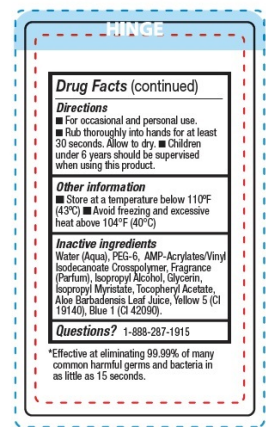 HINGE
Drug Facts (continued)
Directions
■ For occasional and personal use.
■ Rub thoroughly into hands for at least
30 seconds. Allow to dry. ■ Children
under 6 years should be supervised
when using this product.
Other information
■ Store at a temperature below 110°F
(43°C) ■ Avoid freezing and excessive
heat above 104°F (40°C)
Inactive ingredients
Water (Aqua), PEG-6, AMP-Acrylates/Vinyl
Isodecanoate Crosspolymer, Fragrance
(Parfum), Isopropyl Alcohol, Glycerin,
Isopropyl Myristate, Tocopheryl Acetate,
Aloe Barbadensis Leaf Juice, Yellow 5 (CI
19140), Blue 1 (CI 42090).
Questions? 1-888-287-1915
*Effective at eliminating 99.99% of many
common harmful germs and bacteria in
as little as 15 seconds.